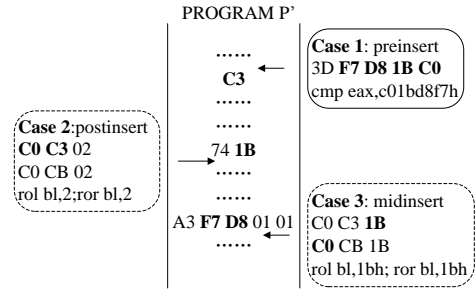 PROGRAM P'
……
C3
……
……
74 1B
……
……
A3 F7 D8 01 01
……
Case 1: preinsert
3D F7 D8 1B C0
cmp eax,c01bd8f7h
Case 2:postinsert
C0 C3 02
C0 CB 02
rol bl,2;ror bl,2
Case 3: midinsert
C0 C3 1B
C0 CB 1B
rol bl,1bh; ror bl,1bh